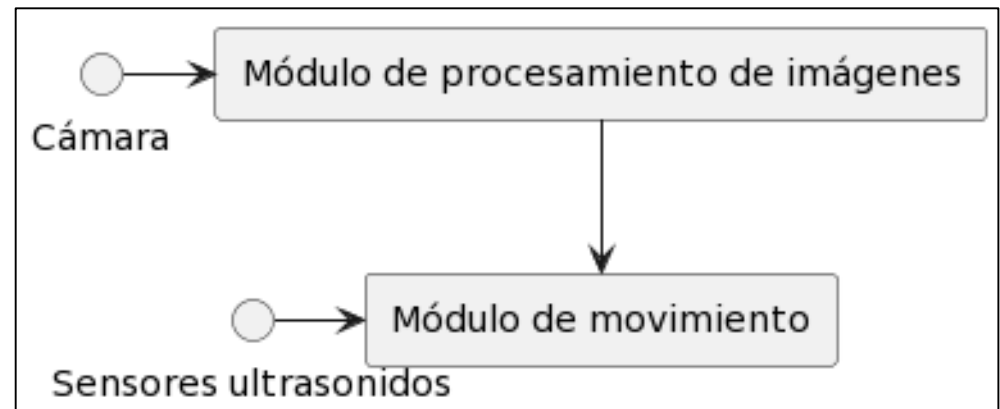 Módulo de procesamiento de imágenes
Cámara
Módulo de movimiento
Sensores ultrasonidos